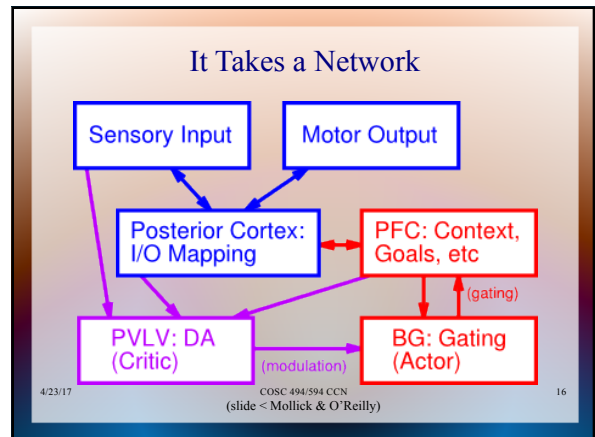 It Takes a Network
Sensory Input
Motor Output
Posterior Cortex:
I/O Mapping
PFC: Context,
Goals, etc
(gating)
PVLV: DA
(Critic)
(modulation)
BG: Gating
(Actor)
4/23/17
COSC 494/594 CCN
16
(slide < Mollick & O’Reilly)